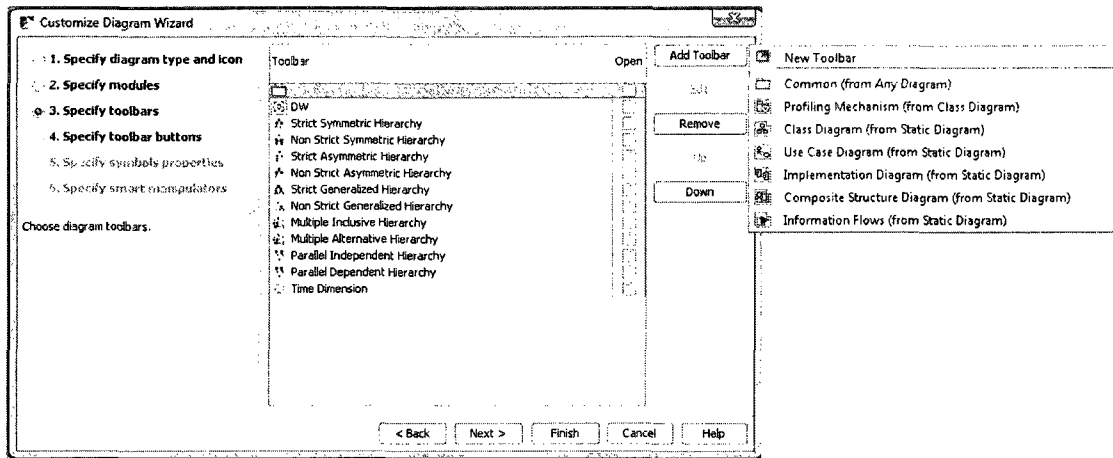 Customize Diagram Wizard
1. Specify diagram type and icon
2. Specify modules
3. Specify toolbars
4. Specify toolbar buttons
5. Specify symbols properties
6. Specify smart manipulators
Choose diagram toolbars.
Toolbar Open
DW
Strict Symmetric Hierarchy
Non Strict Symmetric Hierarchy
Strict Asymmetric Hierarchy
Non Strict Asymmetric Hierarchy
Strict Generalized Hierarchy
Non Strict Generalized Hierarchy
Multiple Inclusive Hierarchy
Multiple Alternative Hierarchy
Parallel Independent Hierarchy
Parallel Dependent Hierarchy
Time Dimension
Add Toolbar
Edit
Remove
Up
Down
New Toolbar
Common (from Any Diagram)
Profiling Mechanism (from Class Diagram)
Class Diagram (from Static Diagram)
Use Case Diagram (from Static Diagram)
Implementation Diagram (from Static Diagram)
Composite Structure Diagram (from Static Diagram)
Information Flows (from Static Diagram)
< Back Next > Finish Cancel Help